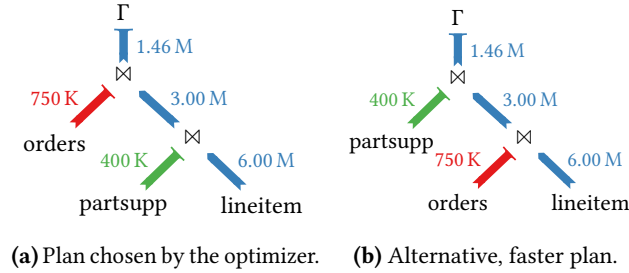 Γ
1.46 M
⋈
750 K
3.00 M
orders
⋈
400 K
6.00 M
partsupp
lineitem
(a) Plan chosen by the optimizer.
Γ
1.46 M
⋈
400 K
3.00 M
partsupp
⋈
750 K
6.00 M
orders
lineitem
(b) Alternative, faster plan.